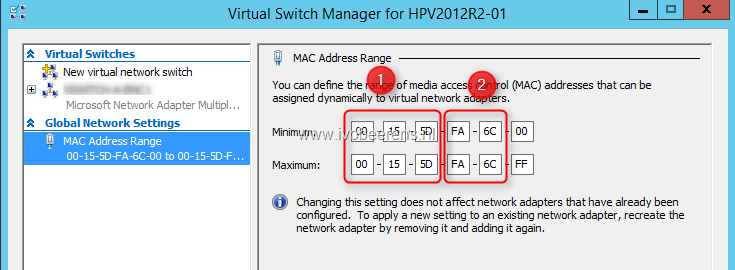 Virtual Switch Manager for HPV2012R2-01
Virtual Switches
New virtual network switch
Microsoft Network Adapter Multipl...
Global Network Settings
MAC Address Range
00-15-5D-FA-6C-00 to 00-15-5D-F...
MAC Address Range
1
2
You can define the range of media access control (MAC) addresses that can be
assigned dynamically to virtual network adapters.
Minimum: 00 - 15 - 5D - FA - 6C - 00
www.ivobeerens.nl
Maximum: 00 - 15 - 5D - FA - 6C - FF
Changing this setting does not affect network adapters that have already been
configured. To apply a new setting to an existing network adapter, recreate the
network adapter by removing it and adding it again.